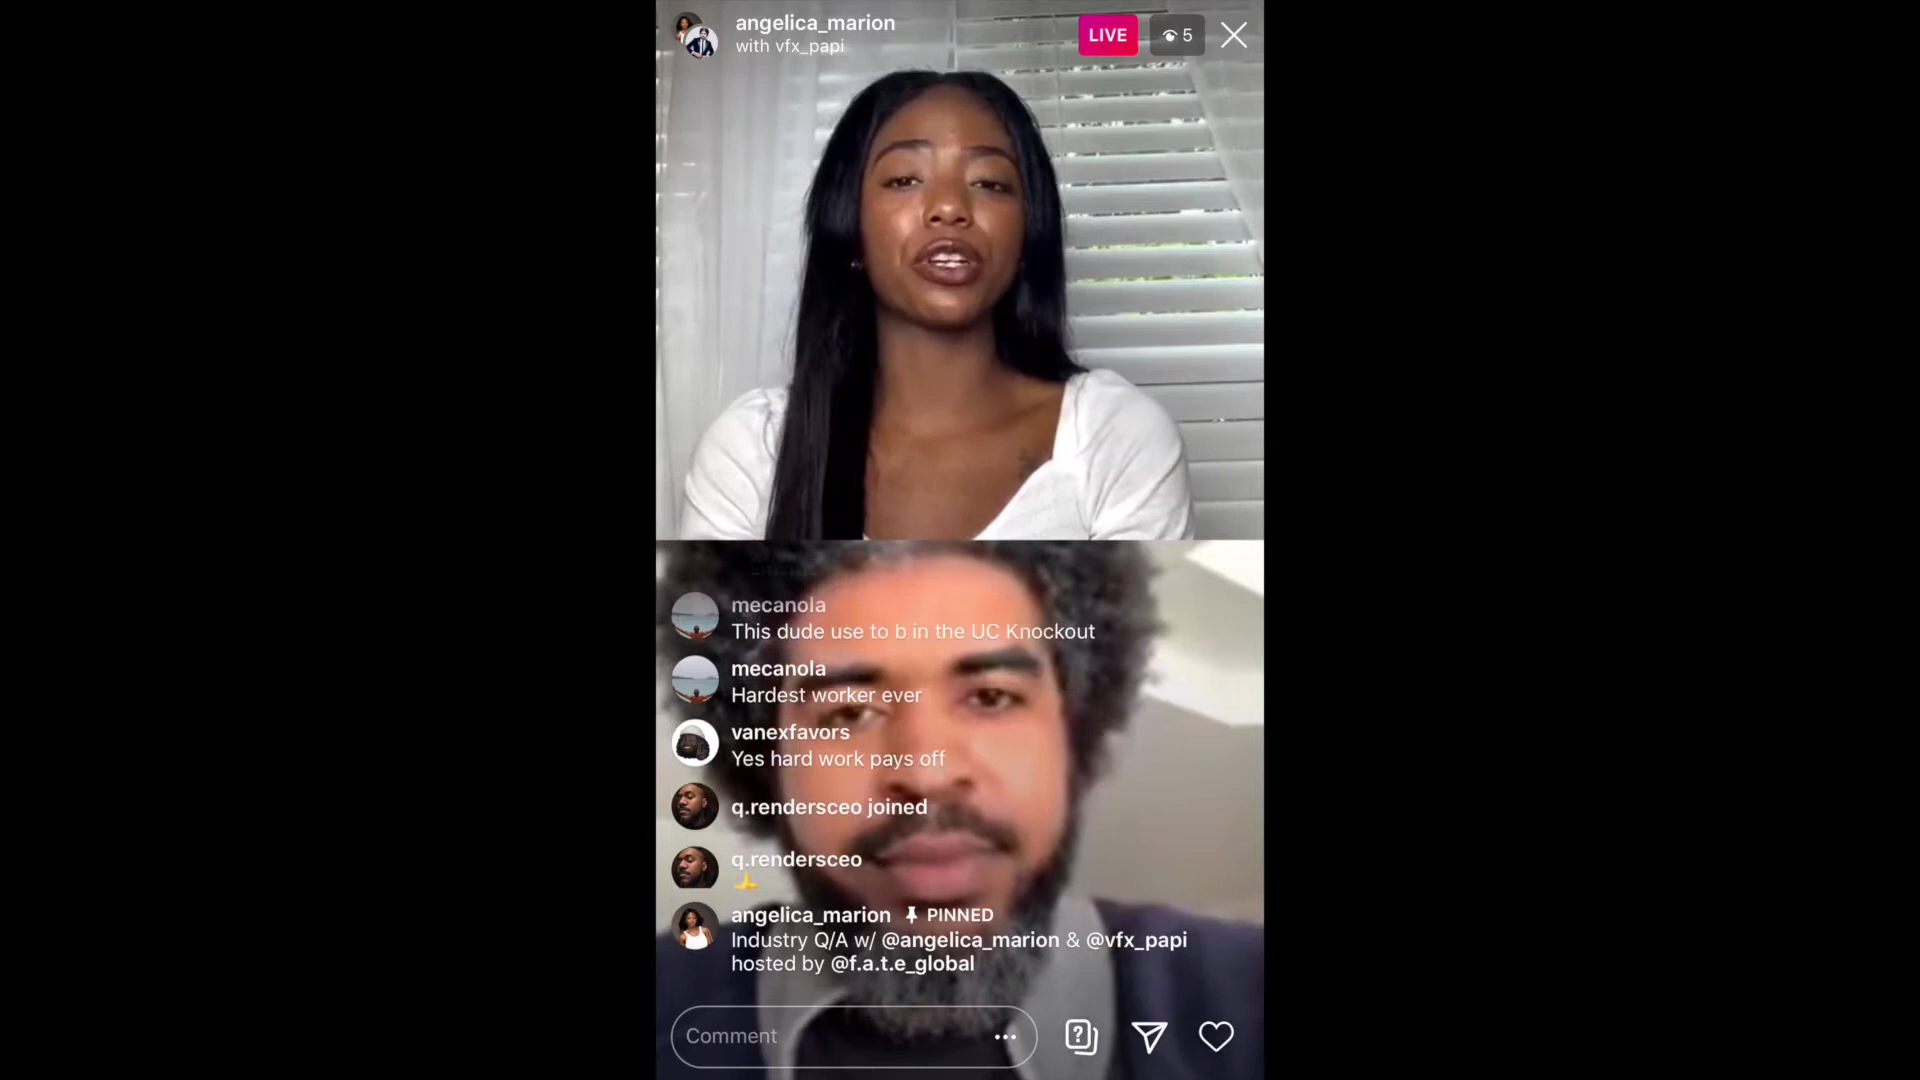 angelica_marion
with vfx_papi
LIVE
5
mecanola
This dude use to b in the UC Knockout
mecanola
Hardest worker ever
vanexfavors
Yes hard work pays off
q.rendersceo joined
q.rendersceo
angelica_marion PINNED
Industry Q/A w/ @angelica_marion & @vfx_papi
hosted by @f.a.t.e_global
Comment